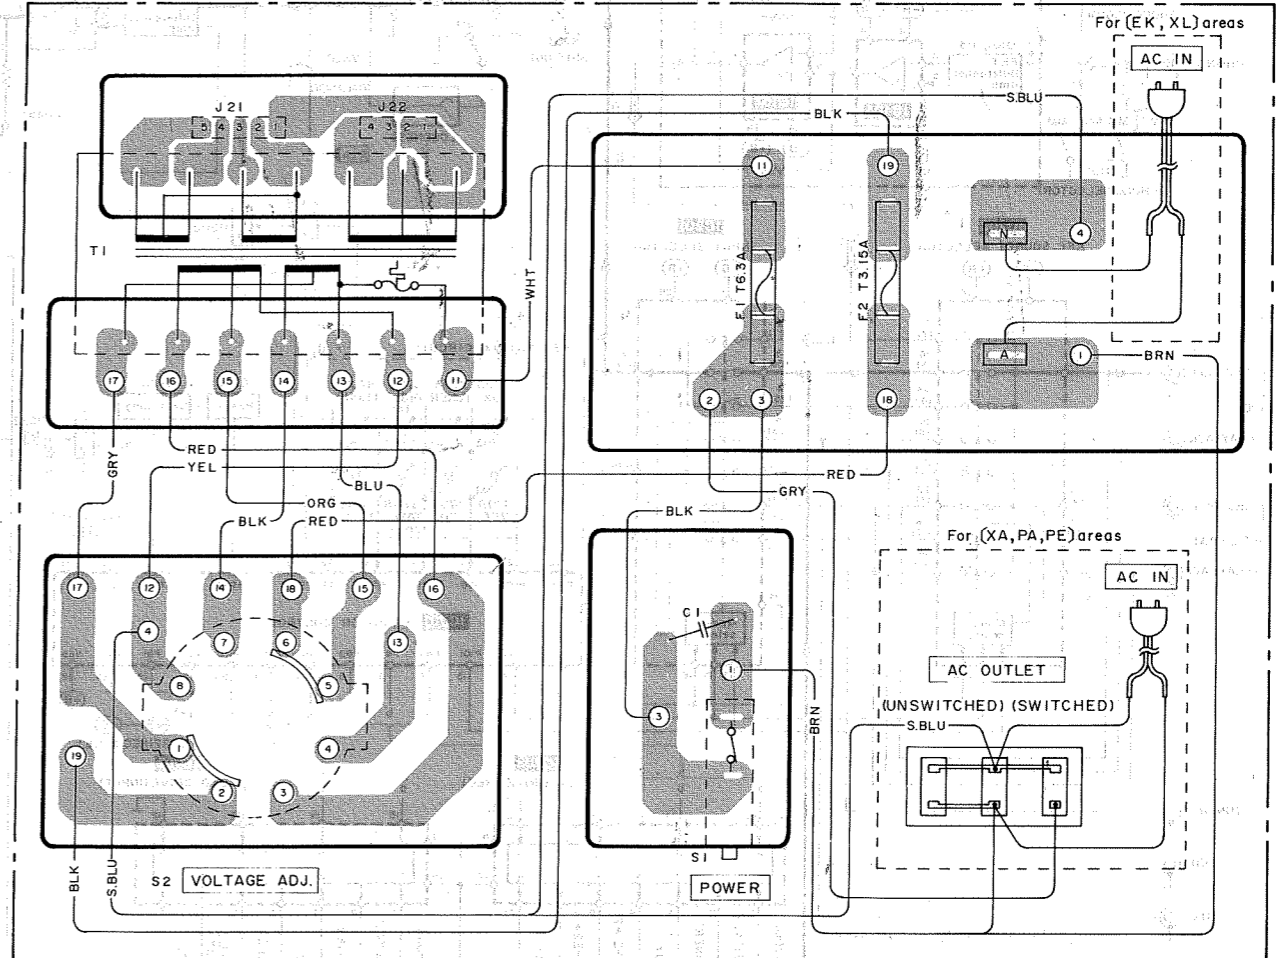 For (EK, XL) areas
AC IN
S.BLU
BLK
J21
J22
5 4 3 2 1
4 3 2 1
11
19
N
4
T1
WHT
F1 T6.3A
F2 T3.15A
A
1
BRN
17 16 15 14 13 12 11
2 3
18
GRY
RED
YEL
BLU
ORG
BLK
RED
RED
GRY
BLK
For (XA, PA, PE) areas
AC IN
17 12 14 18 15 16
4
7
6
13
8
5
1
4
19
2
3
C1
1
3
BRN
AC OUTLET
(UNSWITCHED) (SWITCHED)
S.BLU
BLK
S.BLU
S2 VOLTAGE ADJ.
S1
POWER